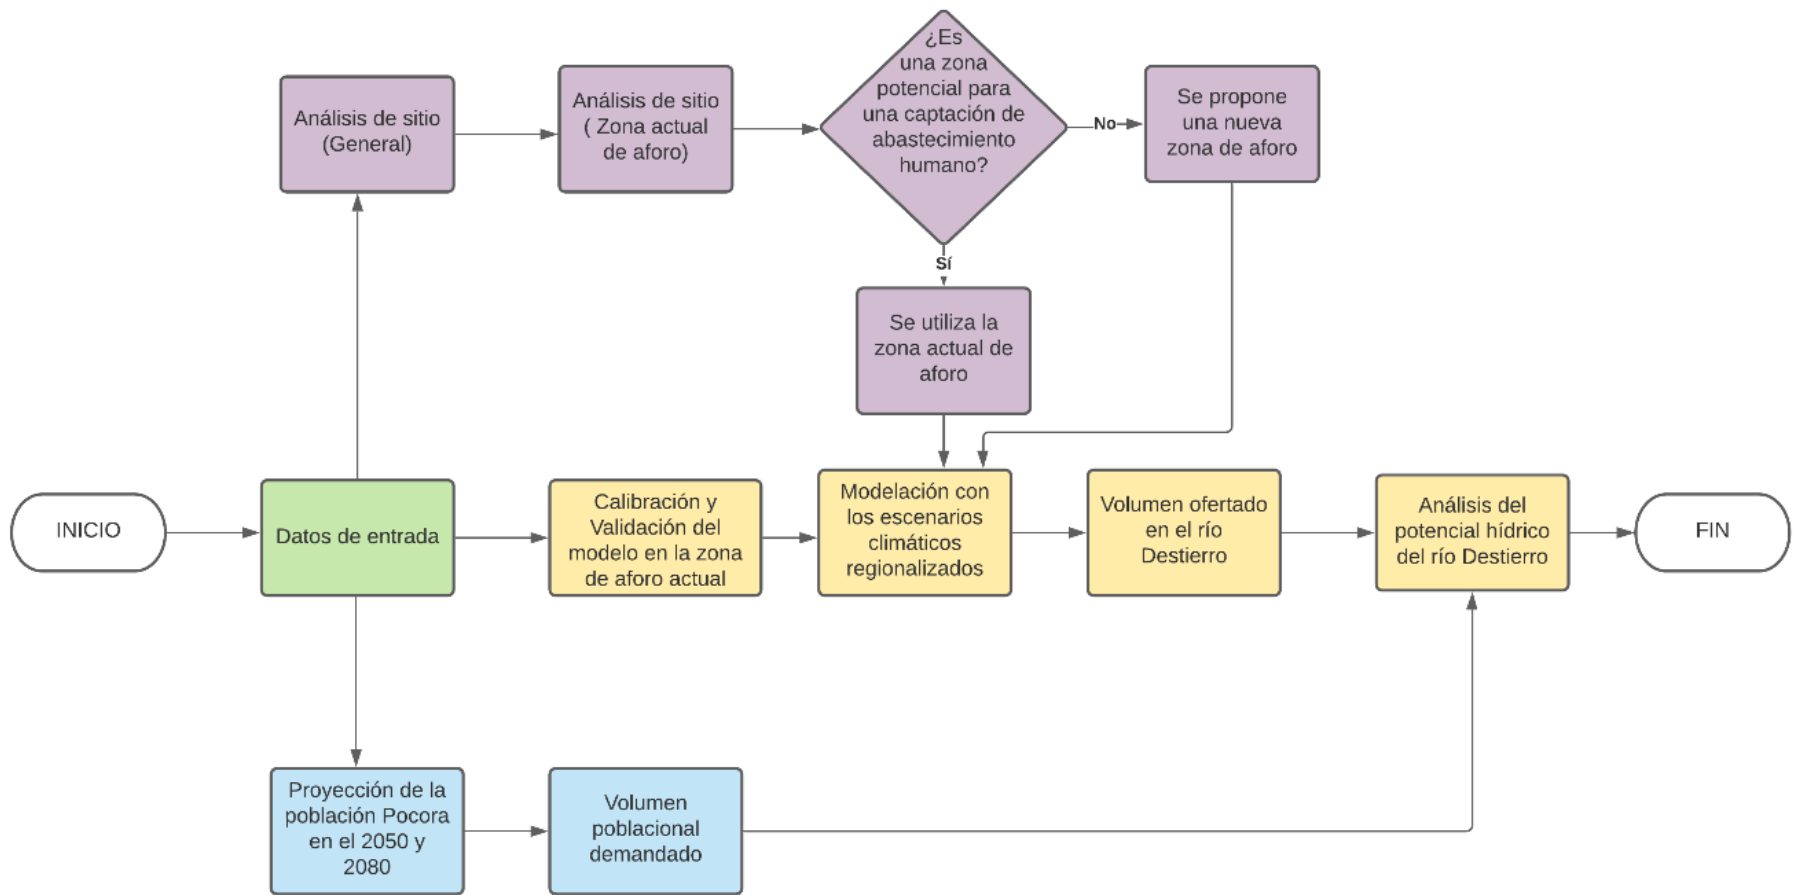 Análisis de sitio
(General)
Análisis de sitio
( Zona actual
de aforo)
¿Es
una zona
potencial para
una captación de
abastecimiento
humano?
No
Se propone
una nueva
zona de aforo
Sí
Se utiliza la
zona actual de
aforo
INICIO
Datos de entrada
Calibración y
Validación del
modelo en la zona
de aforo actual
Modelación con
los escenarios
climáticos
regionalizados
Volumen ofertado
en el río
Destierro
Análisis del
potencial hídrico
del río Destierro
FIN
Proyección de la
población Pocora
en el 2050 y
2080
Volumen
poblacional
demandado